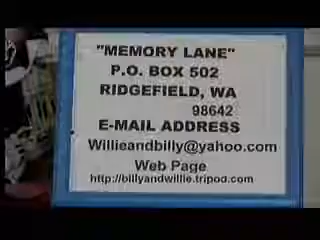 "MEMORY LANE"
P.O. BOX 502
RIDGEFIELD, WA
98642
E-MAIL ADDRESS
Willieandbilly@yahoo.com
Web Page
http://billyandwillie.tripod.com